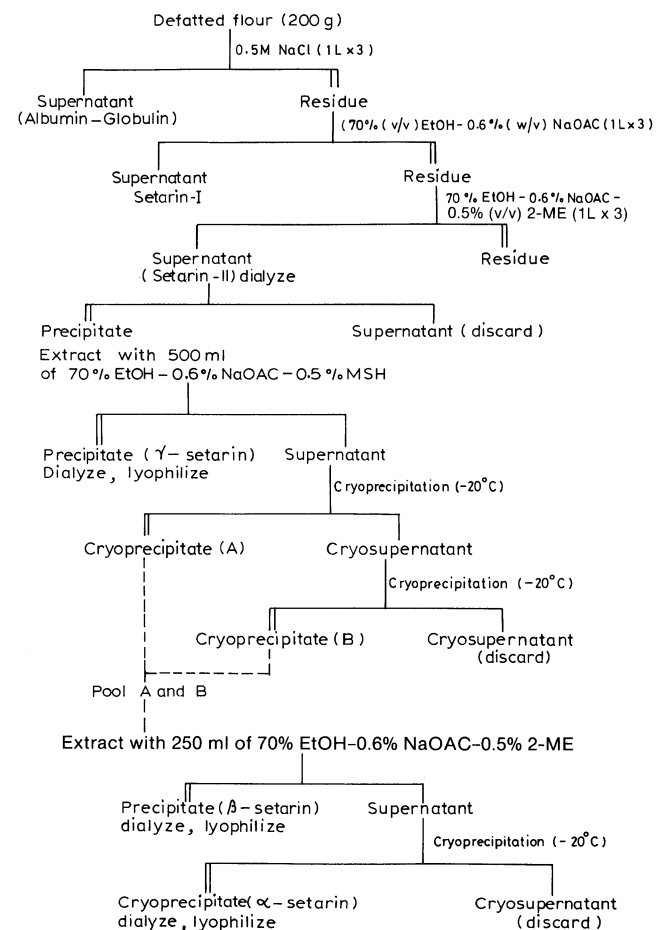 Defatted flour (200 g)
0.5M NaCl (1L x3)
Supernatant
(Albumin-Globulin)
Residue
(70% (v/v) EtOH-0.6% (w/v) NaOAC (1L x3)
Supernatant
Setarin-I
Residue
70% EtOH-0.6% NaOAC-
0.5% (v/v) 2-ME (1L x 3)
Supernatant
(Setarin-II) dialyze
Residue
Precipitate
Supernatant (discard)
Extract with 500 ml
of 70% EtOH-0.6% NaOAC-0.5% MSH
Precipitate (γ-setarin)
Dialyze, lyophilize
Supernatant
Cryoprecipitation (-20°C)
Cryoprecipitate (A)
Cryosupernatant
Cryoprecipitation (-20°C)
Cryoprecipitate (B)
Cryosupernatant
(discard)
Pool A and B
Extract with 250 ml of 70% EtOH-0.6% NaOAC-0.5% 2-ME
Precipitate (β-setarin)
dialyze, lyophilize
Supernatant
Cryoprecipitation (-20°C)
Cryoprecipitate (α-setarin)
dialyze, lyophilize
Cryosupernatant
(discard)